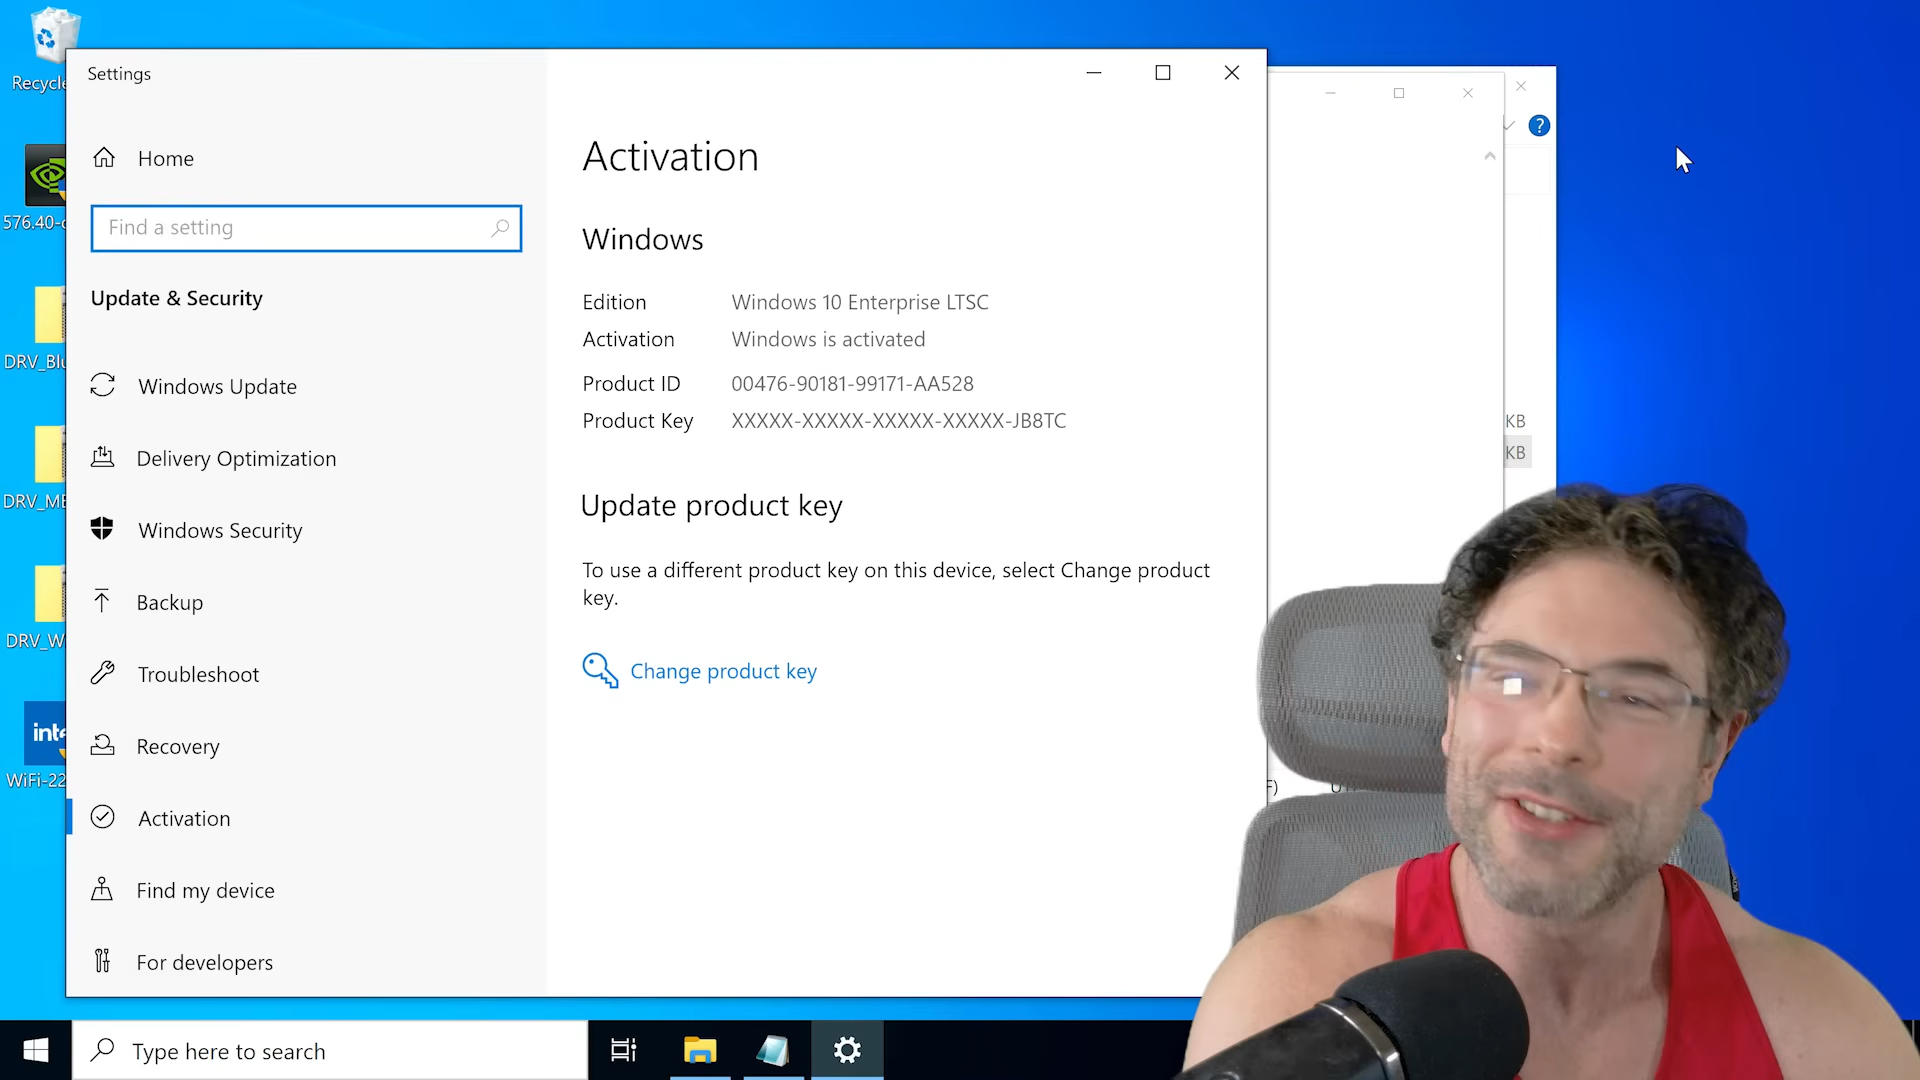 Settings
Home
Find a setting
Update & Security
Windows Update
Delivery Optimization
Windows Security
Backup
Troubleshoot
Recovery
Activation
Find my device
For developers
Activation
Windows
Edition Windows 10 Enterprise LTSC
Activation Windows is activated
Product ID 00476-90181-99171-AA528
Product Key XXXXX-XXXXX-XXXXX-XXXXX-JB8TC
Update product key
To use a different product key on this device, select Change product
key.
Change product key
?
KB
KB
F)
Recycle
576.40-
DRV_Blu
DRV_ME
DRV_W
inte
WiFi-22
Type here to search